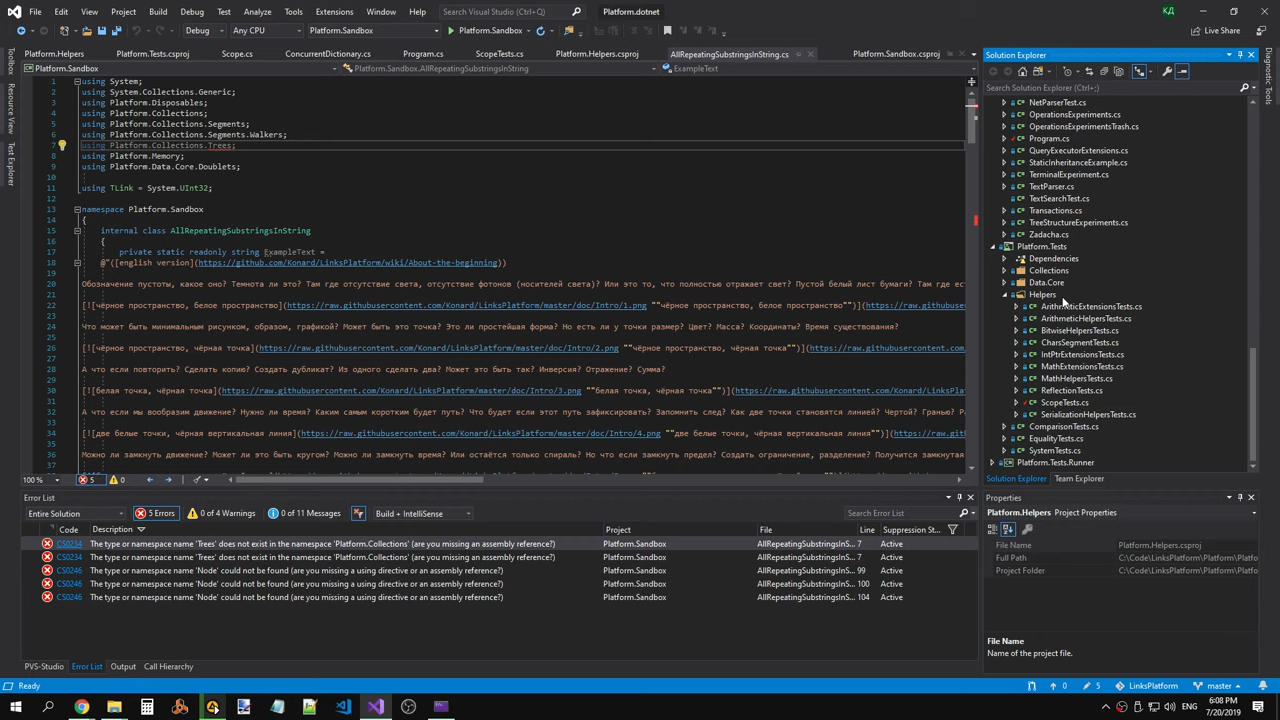 File Edit View Project Build Debug Test Analyze Tools Extensions Window Help Search Visual Studio (Ctrl+Q) Platform.dotnet КД
Debug Any CPU Platform.Sandbox Platform.Sandbox Live Share
Platform.Helpers Platform.Tests.csproj Scope.cs ConcurrentDictionary.cs Program.cs ScopeTests.cs Platform.Helpers.csproj AllRepeatingSubstringsInString.cs Platform.Sandbox.csproj
Platform.Sandbox Platform.Sandbox.AllRepeatingSubstringsInString ExampleText
Toolbox
Resource View
Test Explorer
1 using System;
2 using System.Collections.Generic;
3 using Platform.Disposables;
4 using Platform.Collections;
5 using Platform.Collections.Segments;
6 using Platform.Collections.Segments.Walkers;
7 using Platform.Collections.Trees;
8 using Platform.Memory;
9 using Platform.Data.Core.Doublets;
10
11 using TLink = System.UInt32;
12
13 namespace Platform.Sandbox
14 {
15 internal class AllRepeatingSubstringsInString
16 {
17 private static readonly string ExampleText =
18 @"([english version](https://github.com/Konard/LinksPlatform/wiki/About-the-beginning))
19
20 Обозначение пустоты, какое оно? Темнота ли это? Там где отсутствие света, отсутствие фотонов (носителей света)? Или это то, что полностью отражает свет? Пустой белый лист бумаги? Там где
21
22 [![чёрное пространство, белое пространство](https://raw.githubusercontent.com/Konard/LinksPlatform/master/doc/Intro/1.png ""чёрное пространство, белое пространство"")](https://raw.githubusercontent.com
23
24 Что может быть минимальным рисунком, образом, графикой? Может быть это точка? Это ли простейшая форма? Но есть ли у точки размер? Цвет? Масса? Координаты? Время существования?
25
26 [![чёрное пространство, чёрная точка](https://raw.githubusercontent.com/Konard/LinksPlatform/master/doc/Intro/2.png ""чёрное пространство, чёрная точка"")](https://raw.githubusercontent.com/Konard/Li
27
28 А что если повторить? Сделать копию? Создать дубликат? Из одного сделать два? Может это быть так? Инверсия? Отражение? Сумма?
29
30 [![белая точка, чёрная точка](https://raw.githubusercontent.com/Konard/LinksPlatform/master/doc/Intro/3.png ""белая точка, чёрная точка"")](https://raw.githubusercontent.com/Konard/LinksPlatform/maste
31
32 А что если мы вообразим движение? Нужно ли время? Каким самым коротким будет путь? Что будет если этот путь зафиксировать? Запомнить след? Как две точки становятся линией? Чертой? Гранью? Ра
33
34 [![две белые точки, чёрная вертикальная линия](https://raw.githubusercontent.com/Konard/LinksPlatform/master/doc/Intro/4.png ""две белые точки, чёрная вертикальная линия"")](https://raw.githubusercont
35
36 Можно ли замкнуть движение? Может ли это быть кругом? Можно ли замкнуть время? Или остаётся только спираль? Но что если замкнуть предел? Создать ограничение, разделение? Получится замкнутая
37
100 % 5 0
Solution Explorer
Search Solution Explorer (Ctrl+;)
NetParserTest.cs
OperationsExperiments.cs
OperationsExperimentsTrash.cs
Program.cs
QueryExecutorExtensions.cs
StaticInheritanceExample.cs
TerminalExperiment.cs
TextParser.cs
TextSearchTest.cs
Transactions.cs
TreeStructureExperiments.cs
Zadacha.cs
Platform.Tests
Dependencies
Collections
Data.Core
Helpers
ArithmeticExtensionsTests.cs
ArithmeticHelpersTests.cs
BitwiseHelpersTests.cs
CharsSegmentTests.cs
IntPtrExtensionsTests.cs
MathExtensionsTests.cs
MathHelpersTests.cs
ReflectionTests.cs
ScopeTests.cs
SerializationHelpersTests.cs
ComparisonTests.cs
EqualityTests.cs
SystemTests.cs
Platform.Tests.Runner
Solution Explorer Team Explorer
Diagnostic Tools
Error List
Entire Solution 5 Errors 0 of 4 Warnings 0 of 11 Messages Build + IntelliSense Search Error List
Code Description Project File Line Suppression St...
CS0234 The type or namespace name 'Trees' does not exist in the namespace 'Platform.Collections' (are you missing an assembly reference?) Platform.Sandbox AllRepeatingSubstringsInS... 7 Active
CS0234 The type or namespace name 'Trees' does not exist in the namespace 'Platform.Collections' (are you missing an assembly reference?) Platform.Sandbox AllRepeatingSubstringsInS... 7 Active
CS0246 The type or namespace name 'Node' could not be found (are you missing a using directive or an assembly reference?) Platform.Sandbox AllRepeatingSubstringsInS... 99 Active
CS0246 The type or namespace name 'Node' could not be found (are you missing a using directive or an assembly reference?) Platform.Sandbox AllRepeatingSubstringsInS... 100 Active
CS0246 The type or namespace name 'Node' could not be found (are you missing a using directive or an assembly reference?) Platform.Sandbox AllRepeatingSubstringsInS... 104 Active
Properties
Platform.Helpers Project Properties
File Name Platform.Helpers.csproj
Full Path C:\Code\LinksPlatform\Platform\Platfo
Project Folder C:\Code\LinksPlatform\Platform\Platfo
File Name
Name of the project file.
PVS-Studio Error List Output Call Hierarchy
Ready 0 5 LinksPlatform master
ENG 6:08 PM
7/20/2019